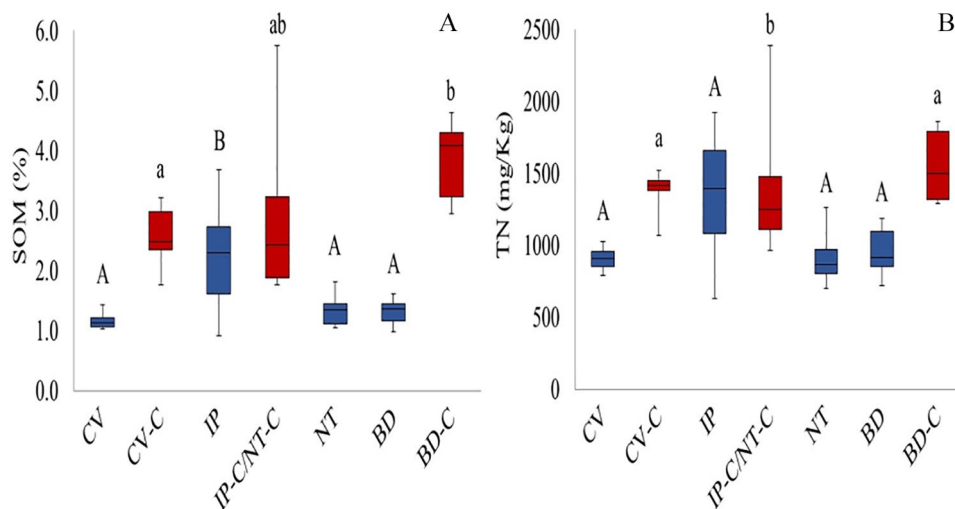 A
SOM (%)
6.0
5.0
4.0
3.0
2.0
1.0
0.0
A
a
B
ab
A
A
b
CV
CV-C
IP
IP-C/NT-C
NT
BD
BD-C
B
TN (mg/Kg)
2500
2000
1500
1000
500
0
A
a
A
b
A
A
a
CV
CV-C
IP
IP-C/NT-C
NT
BD
BD-C